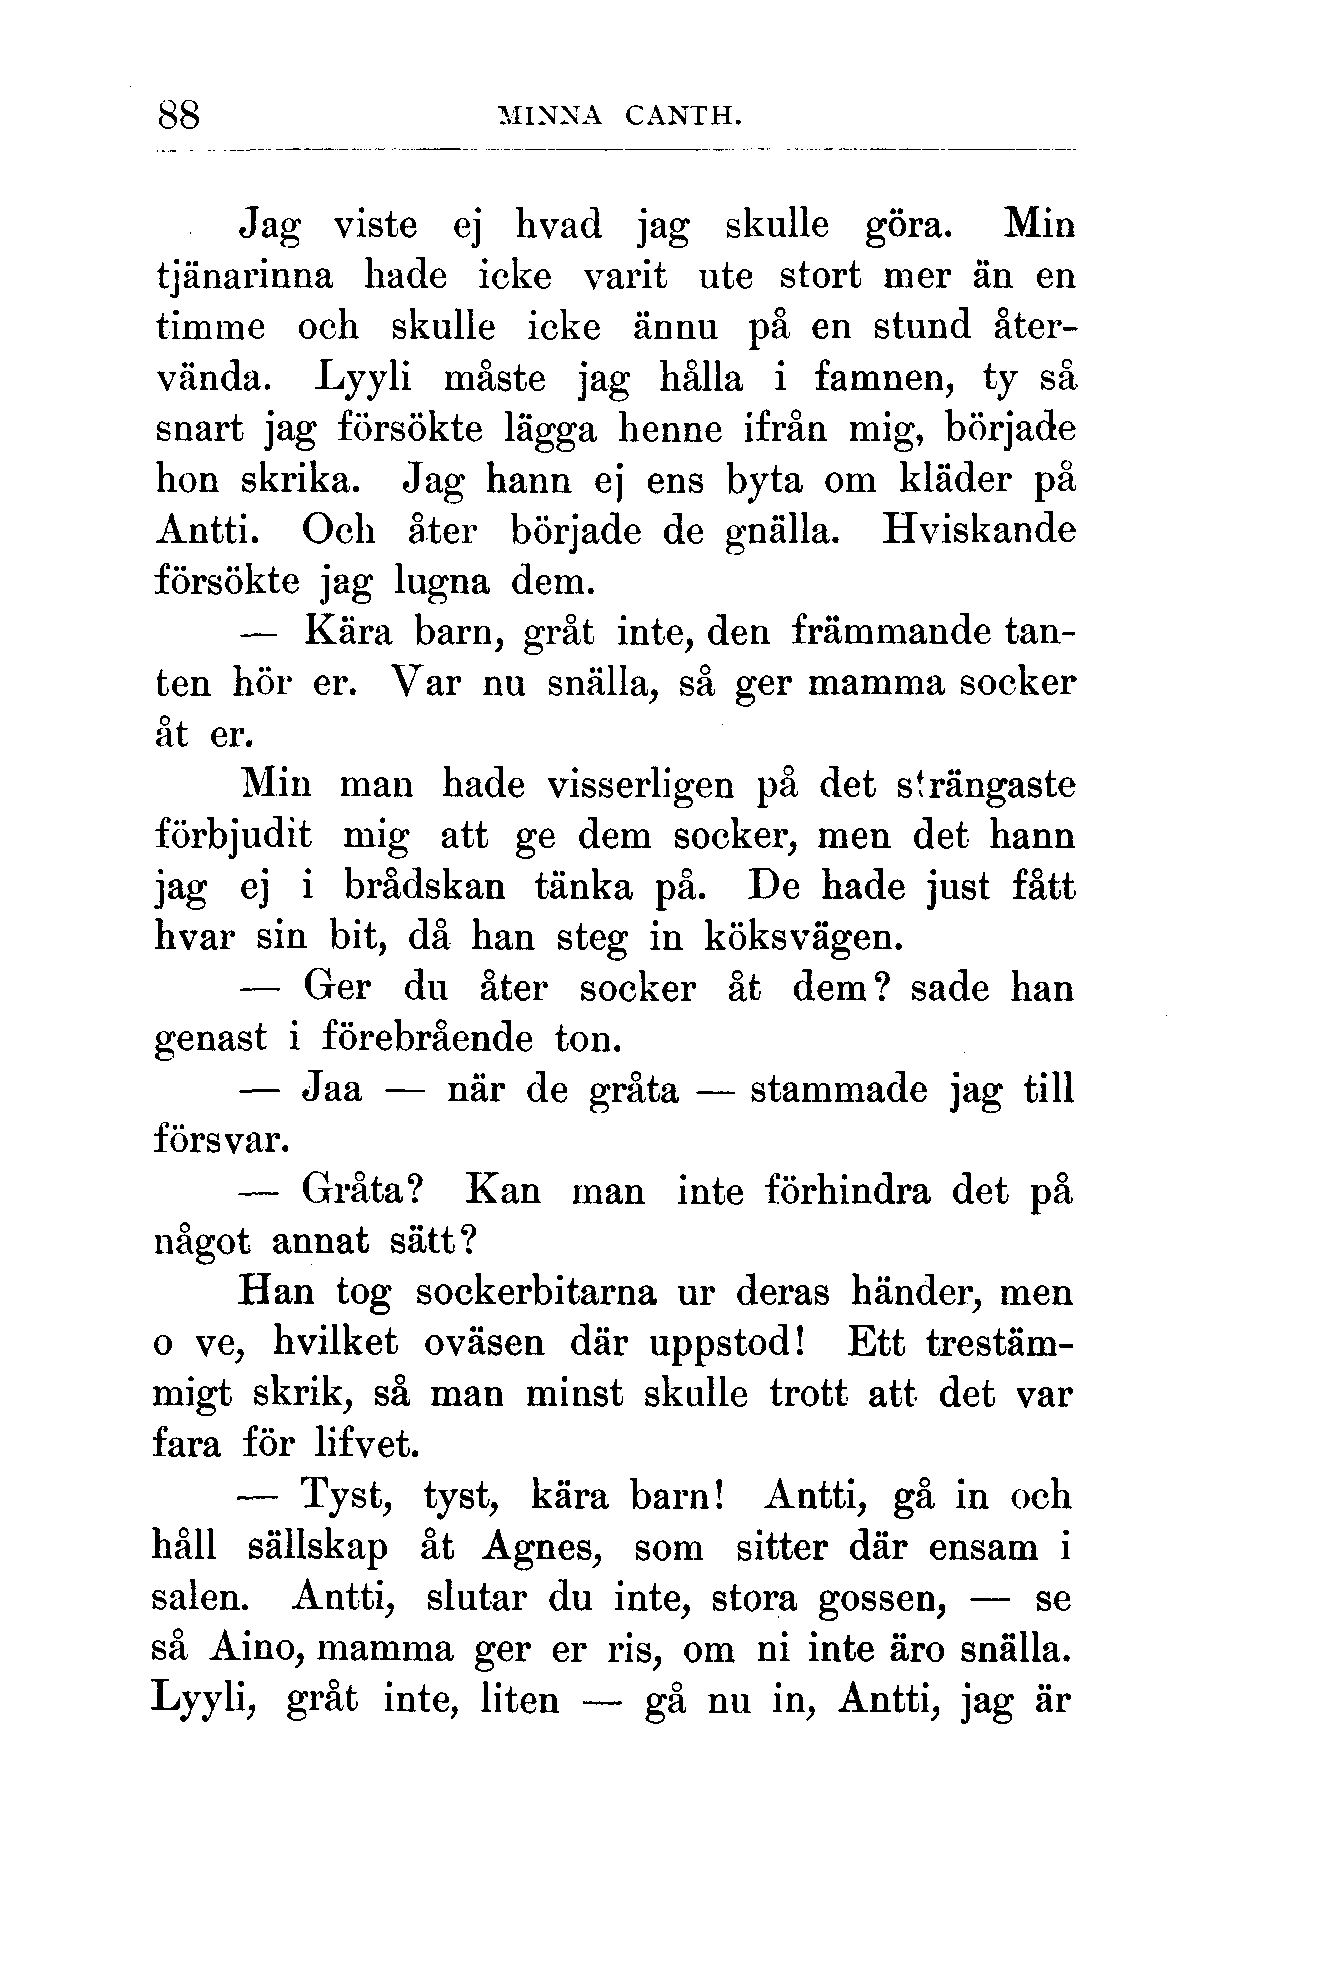 88 MINNA CANTH.
Jag viste ej hvad jag skulle göra. Min
tjänarinna hade icke varit ute stort mer än en
timme och skulle icke ännu på en stund åter-
vända. Lyyli måste jag hålla i famnen, ty så
snart jag försökte lägga henne ifrån mig, började
hon skrika. Jag hann ej ens byta om kläder på
Antti. Och åter började de gnälla. Hviskande
försökte jag lugna dem.
— Kära barn, gråt inte, den främmande tan-
ten hör er. Var nu snälla, så ger mamma socker
åt er.
Min man hade visserligen på det strängaste
förbjudit mig att ge dem socker, men det hann
jag ej i brådskan tänka på. De hade just fått
hvar sin bit, då han steg in köksvägen.
— Ger du åter socker åt dem? sade han
genast i förebrående ton.
— Jaa — när de gråta — stammade jag till
försvar.
— Gråta? Kan man inte förhindra det på
något annat sätt?
Han tog sockerbitarna ur deras händer, men
o ve, hvilket oväsen där uppstod! Ett trestäm-
migt skrik, så man minst skulle trott att det var
fara för lifvet.
— Tyst, tyst, kära barn! Antti, gå in och
håll sällskap åt Agnes, som sitter där ensam i
salen. Antti, slutar du inte, stora gossen, — se
så Aino, mamma ger er ris, om ni inte äro snälla.
Lyyli, gråt inte, liten — gå nu in, Antti, jag är